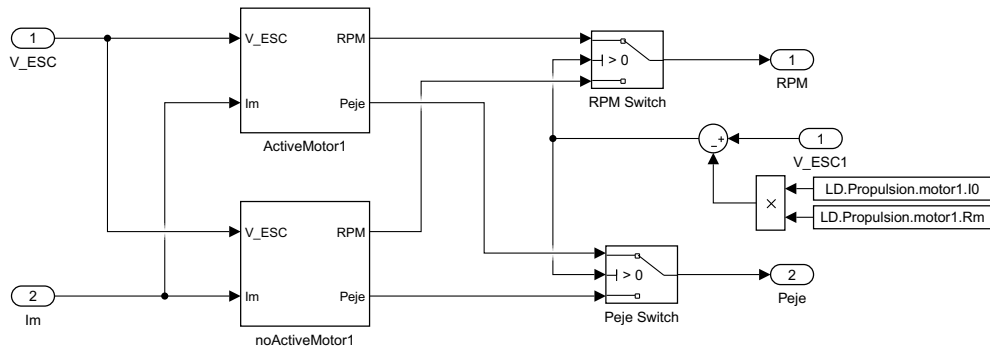 1
V_ESC
V_ESC
Im
RPM
Peje
ActiveMotor1
> 0
RPM Switch
1
RPM
+
−
1
V_ESC1
×
LD.Propulsion.motor1.I0
LD.Propulsion.motor1.Rm
2
Im
V_ESC
Im
RPM
Peje
noActiveMotor1
> 0
Peje Switch
2
Peje